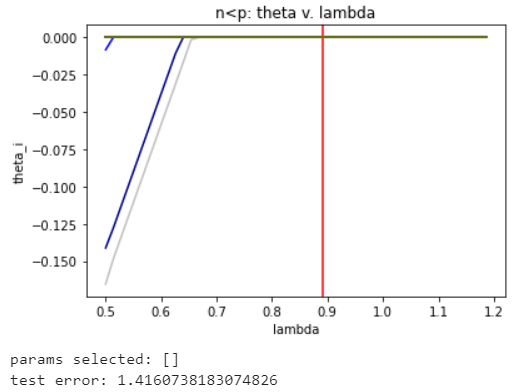 n<p: theta v. lambda
0.000
−0.025
−0.050
−0.075
−0.100
−0.125
−0.150
theta_i
0.5 0.6 0.7 0.8 0.9 1.0 1.1 1.2
lambda
params selected: []
test error: 1.4160738183074826